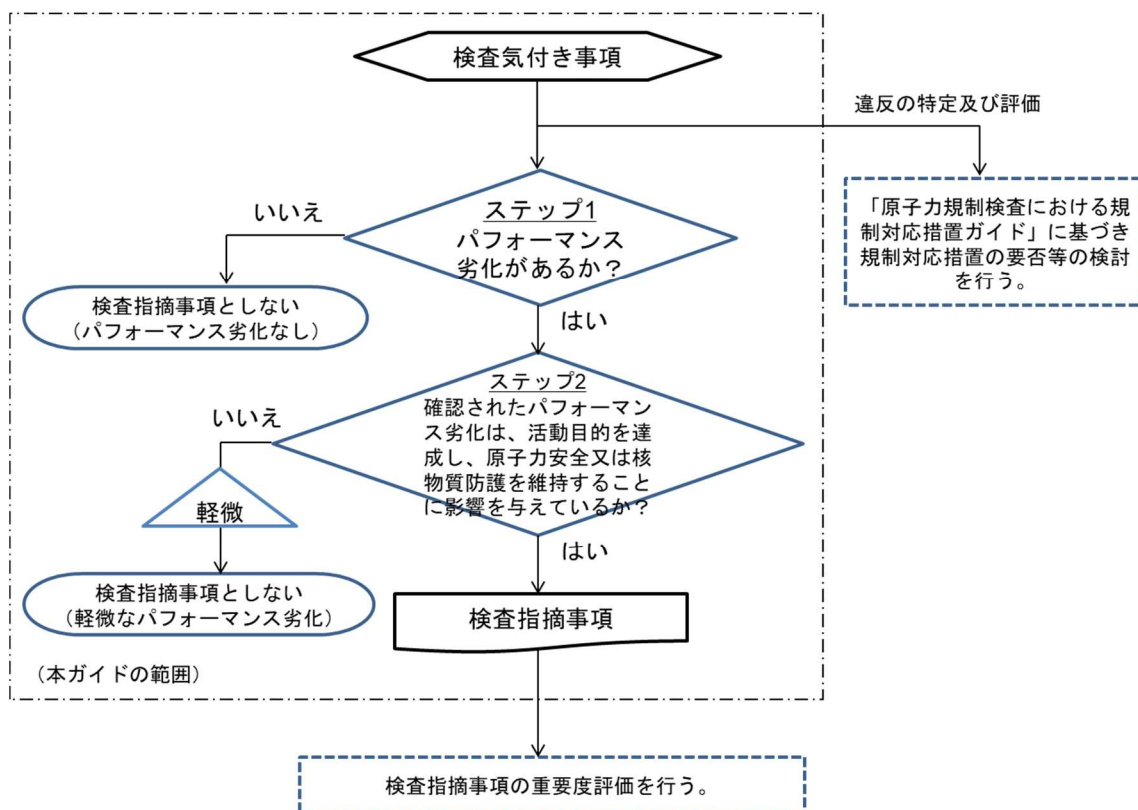 検査気付き事項
違反の特定及び評価
「原子力規制検査における規
制対応措置ガイド」に基づき
規制対応措置の要否等の検討
を行う。
ステップ1
パフォーマンス
劣化があるか？
いいえ
検査指摘事項としない
（パフォーマンス劣化なし）
はい
ステップ2
確認されたパフォーマン
ス劣化は、活動目的を達
成し、原子力安全又は核
物質防護を維持すること
に影響を与えているか？
いいえ
軽微
検査指摘事項としない
（軽微なパフォーマンス劣化）
はい
検査指摘事項
（本ガイドの範囲）
検査指摘事項の重要度評価を行う。